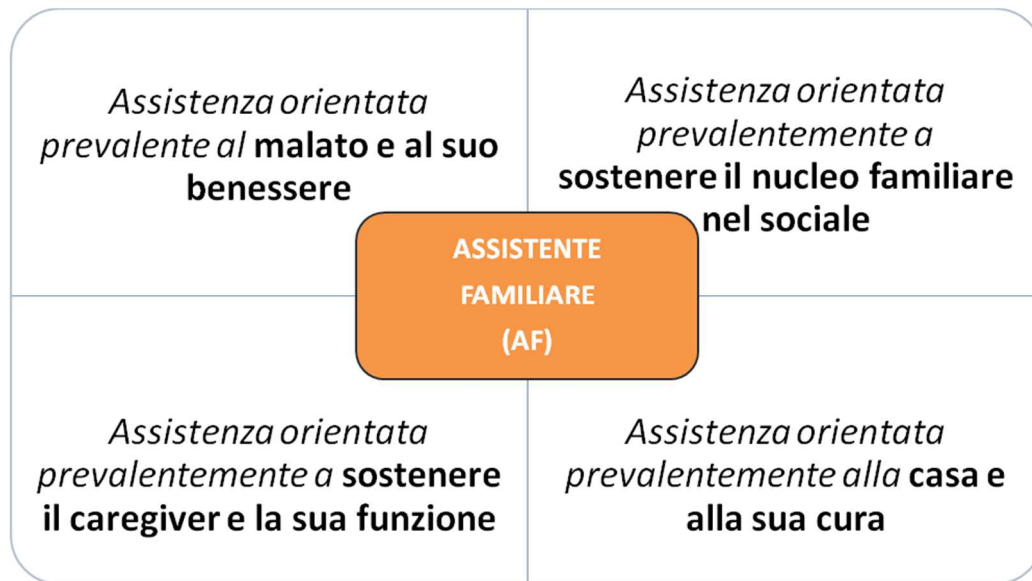 Assistenza orientata
prevalente al malato e al suo
benessere
Assistenza orientata
prevalentemente a
sostenere il nucleo familiare
nel sociale
ASSISTENTE
FAMILIARE
(AF)
Assistenza orientata
prevalentemente a sostenere
il caregiver e la sua funzione
Assistenza orientata
prevalentemente alla casa e
alla sua cura